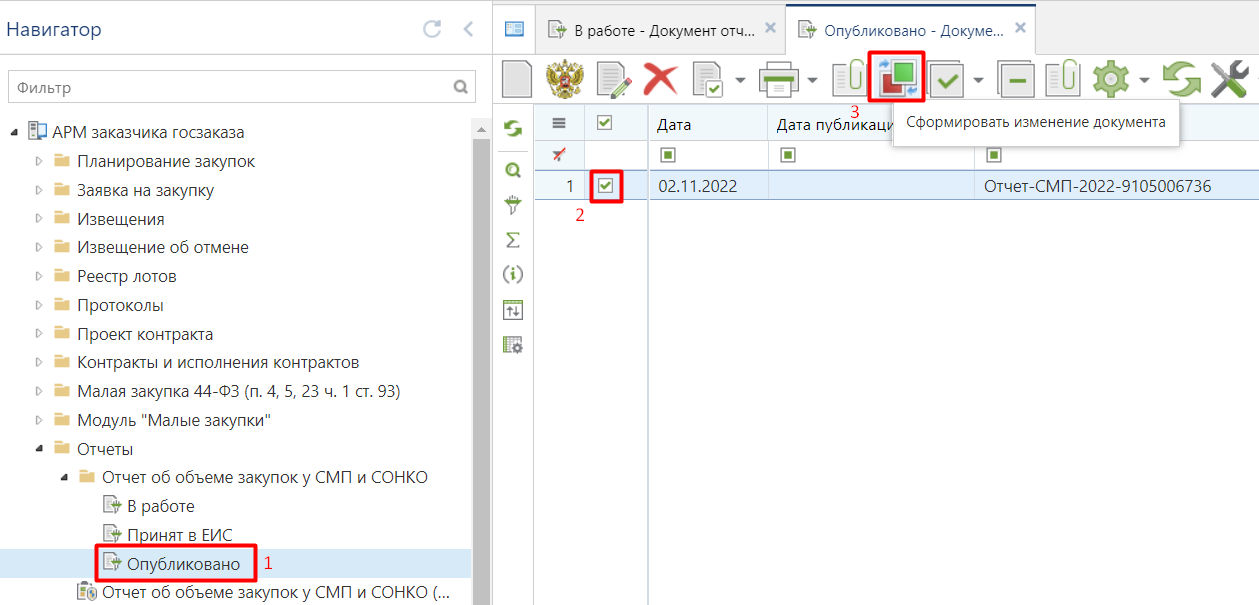 Навигатор
Фильтр
АРМ заказчика госзаказа
Планирование закупок
Заявка на закупку
Извещения
Извещение об отмене
Реестр лотов
Протоколы
Проект контракта
Контракты и исполнения контрактов
Малая закупка 44-ФЗ (п. 4, 5, 23 ч. 1 ст. 93)
Модуль "Малые закупки"
Отчеты
Отчет об объеме закупок у СМП и СОНКО
В работе
Принят в ЕИС
Опубликовано 1
Отчет об объеме закупок у СМП и СОНКО (...
В работе - Документ отч... Опубликовано - Докуме...
3
Сформировать изменение документа
Дата Дата публикаци
1 02.11.2022 Отчет-СМП-2022-9105006736
2